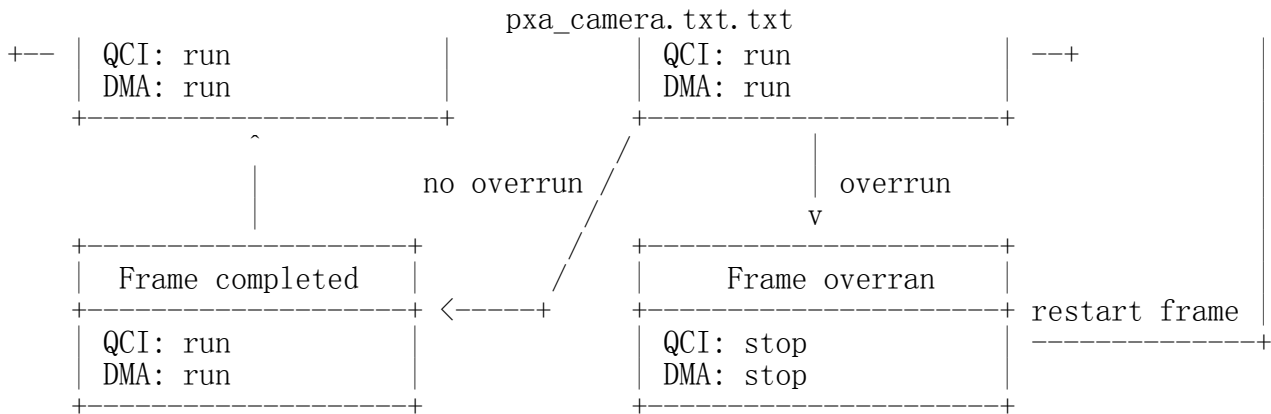 pxa_camera.txt.txt
+-- | QCI: run | | QCI: run | --+ |
| DMA: run | | DMA: run | |
+-----------------------+ +-----------------------+ |
^ / | |
| no overrun / | overrun |
| / v |
+---------------------+ / +-----------------------+ |
| Frame completed | / | Frame overran | |
+---------------------+ <-----+ +-----------------------+ restart frame |
| QCI: run | | QCI: stop | --------------+
| DMA: run | | DMA: stop |
+---------------------+ +-----------------------+